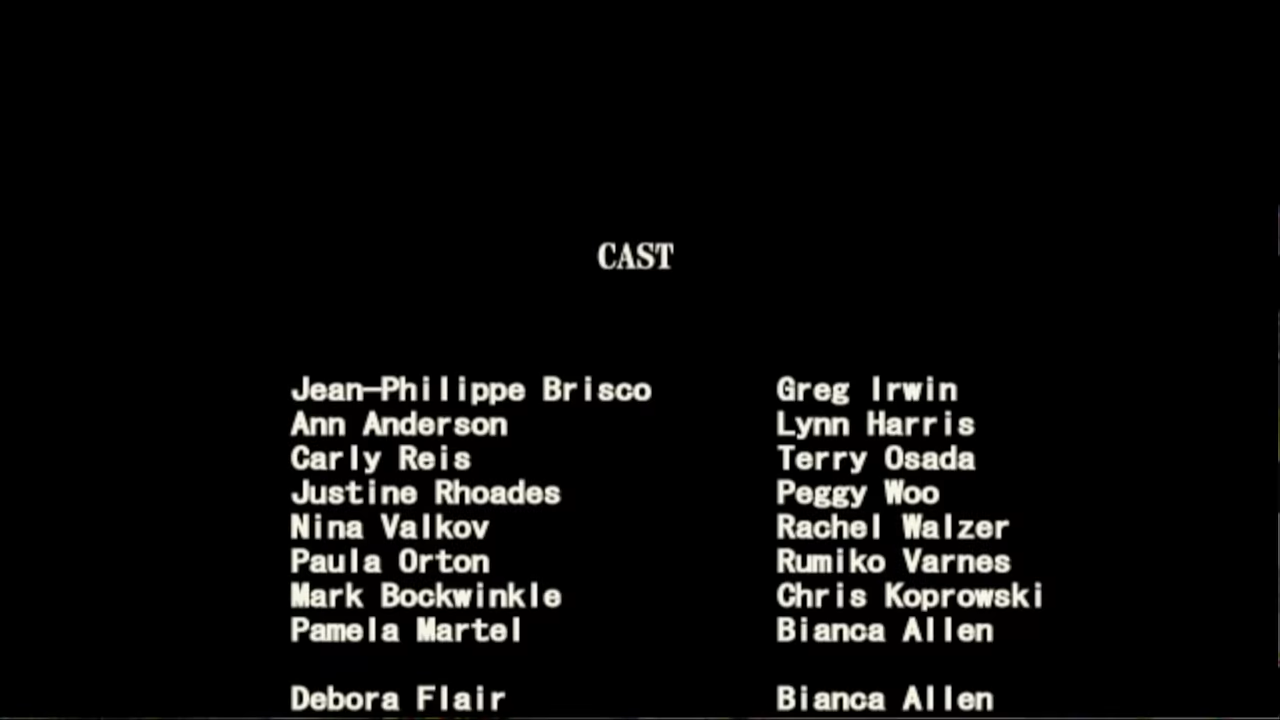 CAST
Jean-Philippe Brisco Greg Irwin
Ann Anderson Lynn Harris
Carly Reis Terry Osada
Justine Rhoades Peggy Woo
Nina Valkov Rachel Walzer
Paula Orton Rumiko Varnes
Mark Bockwinkle Chris Koprowski
Pamela Martel Bianca Allen
Debora Flair Bianca Allen